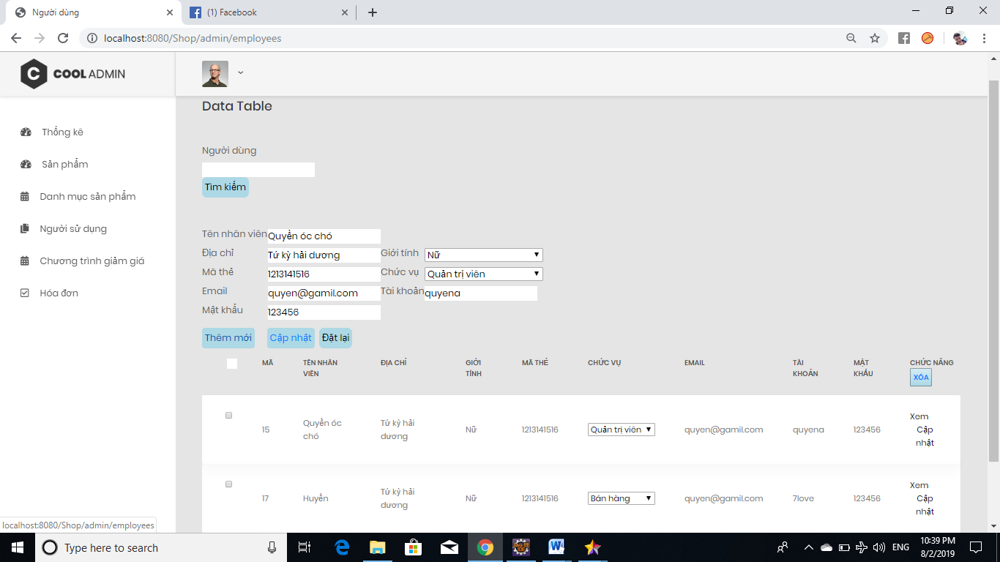 Người dùng
(1) Facebook
localhost:8080/Shop/admin/employees
COOL ADMIN
Thống kê
Sản phẩm
Danh mục sản phẩm
Người sử dụng
Chương trình giảm giá
Hóa đơn
Data Table
Người dùng
Tìm kiếm
Tên nhân viên Quyền óc chó
Địa chỉ Tứ kỳ hải dương Giới tính Nữ
Mã thẻ 1213141516 Chức vụ Quản trị viên
Email quyen@gamil.com Tài khoản quyena
Mật khẩu 123456
Thêm mới Cập nhật Đặt lại
MÃ TÊN NHÂN VIÊN ĐỊA CHỈ GIỚI TÍNH MÃ THẺ CHỨC VỤ EMAIL TÀI KHOẢN MẬT KHẨU CHỨC NĂNG
XÓA
15 Quyền óc chó Tứ kỳ hải dương Nữ 1213141516 Quản trị viên quyen@gamil.com quyena 123456 Xem Cập nhật
17 Huyền Tứ kỳ hải dương Nữ 1213141516 Bán hàng quyen@gamil.com 7love 123456 Xem Cập nhật
localhost:8080/Shop/admin/employees
Type here to search
ENG
10:39 PM
8/2/2019